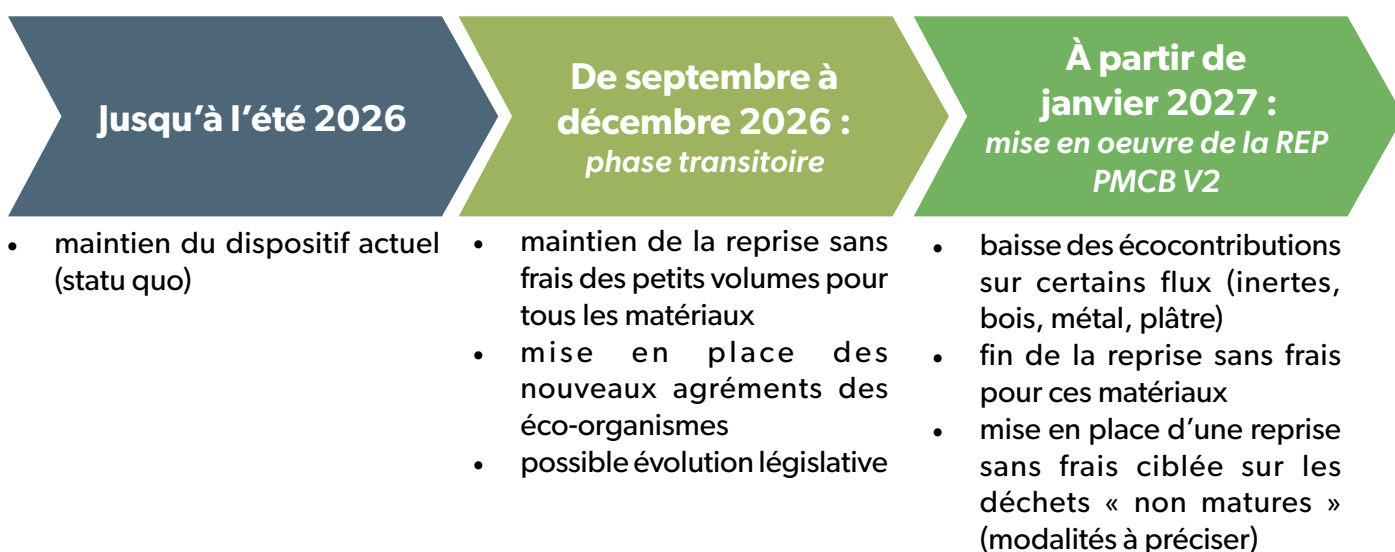 Jusqu'à l'été 2026
• maintien du dispositif actuel
(statu quo)
De septembre à
décembre 2026 :
phase transitoire
• maintien de la reprise sans
frais des petits volumes pour
tous les matériaux
• mise en place des
nouveaux agréments des
éco-organismes
• possible évolution législative
À partir de
janvier 2027 :
mise en oeuvre de la REP
PMCB V2
• baisse des écocontributions
sur certains flux (inertes,
bois, métal, plâtre)
• fin de la reprise sans frais
pour ces matériaux
• mise en place d'une reprise
sans frais ciblée sur les
déchets « non matures »
(modalités à préciser)